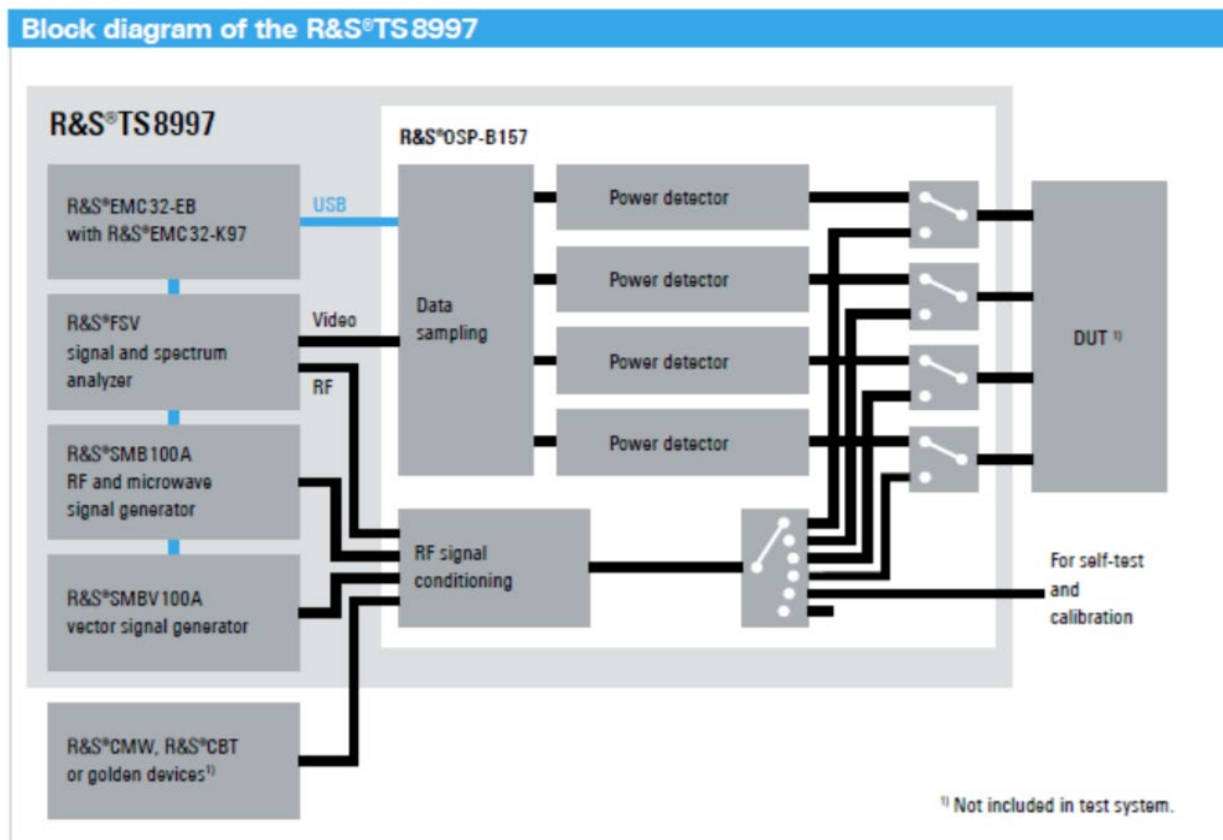 Block diagram of the R&S®TS8997
R&S®TS8997
R&S®OSP-B157
R&S®EMC32-EB
with R&S®EMC32-K97
USB
R&S®FSV
signal and spectrum
analyzer
Video
RF
R&S®SMB100A
RF and microwave
signal generator
R&S®SMBV100A
vector signal generator
R&S®CMW, R&S®CBT
or golden devices¹⁾
Data
sampling
Power detector
Power detector
Power detector
Power detector
RF signal
conditioning
DUT ¹⁾
For self-test
and
calibration
¹⁾ Not included in test system.